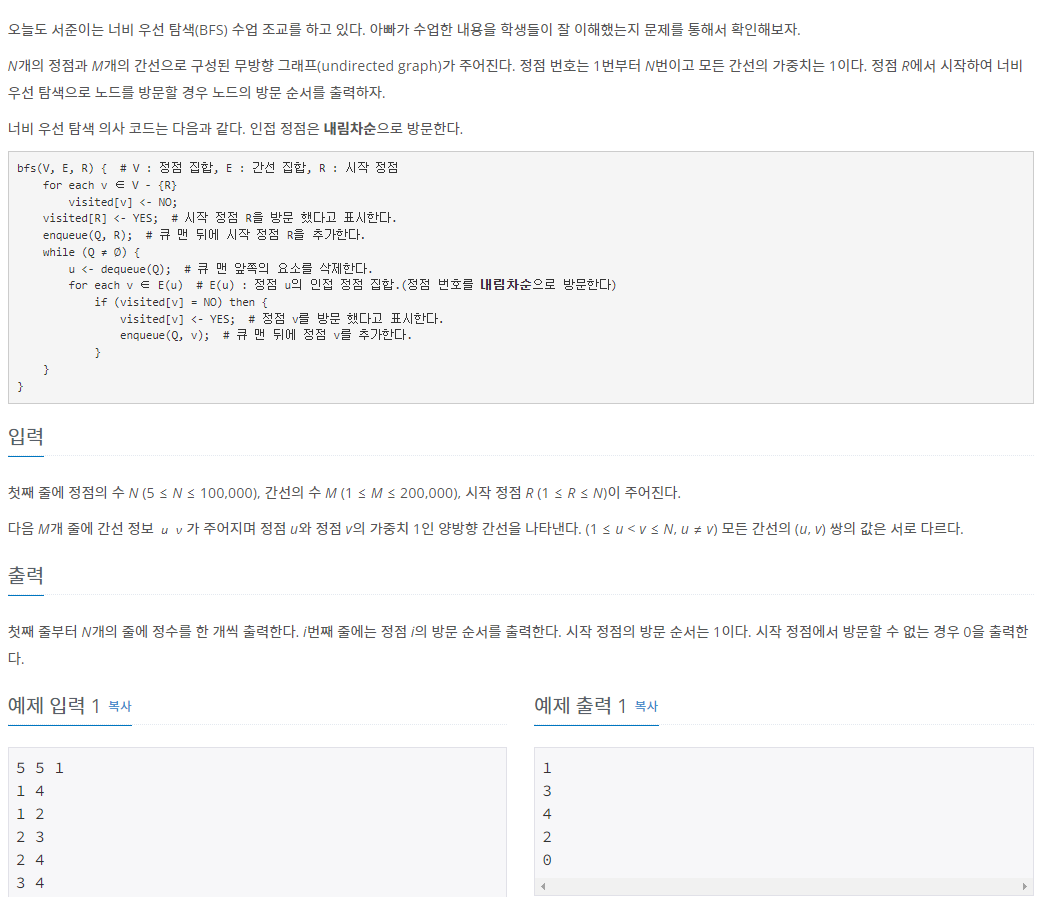 오늘도 서준이는 너비 우선 탐색(BFS) 수업 조교를 하고 있다. 아빠가 수업한 내용을 학생들이 잘 이해했는지 문제를 통해서 확인해보자.
N개의 정점과 M개의 간선으로 구성된 무방향 그래프(undirected graph)가 주어진다. 정점 번호는 1번부터 N번이고 모든 간선의 가중치는 1이다. 정점 R에서 시작하여 너비
우선 탐색으로 노드를 방문할 경우 노드의 방문 순서를 출력하자.
너비 우선 탐색 의사 코드는 다음과 같다. 인접 정점은 내림차순으로 방문한다.
bfs(V, E, R) {  # V : 정점 집합, E : 간선 집합, R : 시작 정점
    for each v ∈ V - {R}
        visited[v] <- NO;
    visited[R] <- YES;  # 시작 정점 R을 방문 했다고 표시한다.
    enqueue(Q, R);  # 큐 맨 뒤에 시작 정점 R을 추가한다.
    while (Q ≠ ∅) {
        u <- dequeue(Q);  # 큐 맨 앞쪽의 요소를 삭제한다.
        for each v ∈ E(u)  # E(u) : 정점 u의 인접 정점 집합.(정점 번호를 내림차순으로 방문한다)
            if (visited[v] = NO) then {
                visited[v] <- YES;  # 정점 v를 방문 했다고 표시한다.
                enqueue(Q, v);  # 큐 맨 뒤에 정점 v를 추가한다.
            }
    }
}
입력
첫째 줄에 정점의 수 N (5 ≤ N ≤ 100,000), 간선의 수 M (1 ≤ M ≤ 200,000), 시작 정점 R (1 ≤ R ≤ N)이 주어진다.
다음 M개 줄에 간선 정보 u v가 주어지며 정점 u와 정점 v의 가중치 1인 양방향 간선을 나타낸다. (1 ≤ u < v ≤ N, u ≠ v) 모든 간선의 (u, v) 쌍의 값은 서로 다르다.
출력
첫째 줄부터 N개의 줄에 정수를 한 개씩 출력한다. i번째 줄에는 정점 i의 방문 순서를 출력한다. 시작 정점의 방문 순서는 1이다. 시작 정점에서 방문할 수 없는 경우 0을 출력한
다.
예제 입력 1 복사
5 5 1
1 4
1 2
2 3
2 4
3 4
예제 출력 1 복사
1
3
4
2
0